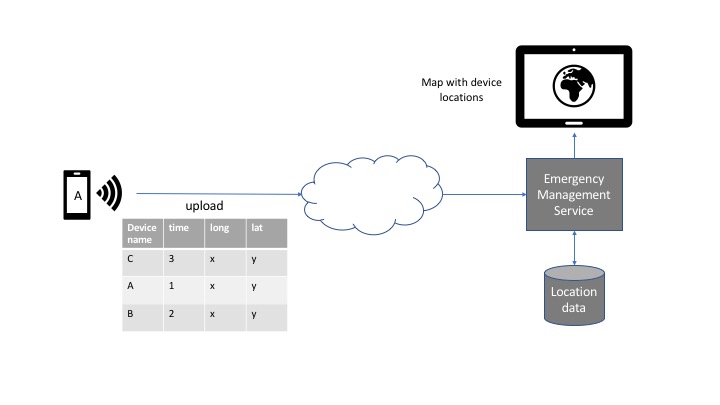 Map with device
locations
A
upload
Device name time long lat
C 3 x y
A 1 x y
B 2 x y
Emergency
Management
Service
Location
data